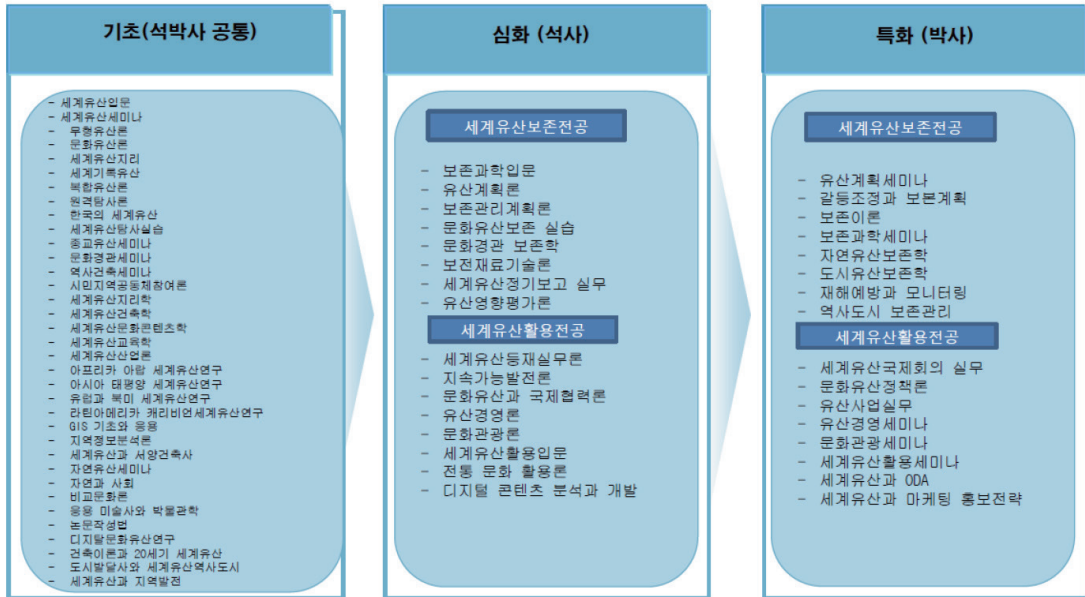 기초(석박사 공통)
- 세계유산입문
- 세계유산세미나
- 무형유산론
- 문화유산론
- 세계유산지리
- 세계기록유산
- 복합유산론
- 원격탐사론
- 한국의 세계유산
- 세계유산탐사실습
- 종교유산세미나
- 문화경관세미나
- 역사건축세미나
- 시민지역공동체참여론
- 세계유산지리학
- 세계유산건축학
- 세계유산문화콘텐츠학
- 세계유산교육학
- 세계유산산업론
- 아프리카 아랍 세계유산연구
- 아시아 태평양 세계유산연구
- 유럽과 북미 세계유산연구
- 라틴아메리카 캐리비언세계유산연구
- GIS 기초와 응용
- 지역정보분석론
- 세계유산과 서양건축사
- 자연유산세미나
- 자연과 사회
- 비교문화론
- 응용 미술사와 박물관학
- 논문작성법
- 디지탈문화유산연구
- 건축이론과 20세기 세계유산
- 도시발달사와 세계유산역사도시
- 세계유산과 지역발전
심화 (석사)
세계유산보존전공
- 보존과학입문
- 유산계획론
- 보존관리계획론
- 문화유산보존 실습
- 문화경관 보존학
- 보전재료기술론
- 세계유산정기보고 실무
- 유산영향평가론
세계유산활용전공
- 세계유산등재실무론
- 지속가능발전론
- 문화유산과 국제협력론
- 유산경영론
- 문화관광론
- 세계유산활용입문
- 전통 문화 활용론
- 디지털 콘텐츠 분석과 개발
특화 (박사)
세계유산보존전공
- 유산계획세미나
- 갈등조정과 보본계획
- 보존이론
- 보존과학세미나
- 자연유산보존학
- 도시유산보존학
- 재해예방과 모니터링
- 역사도시 보존관리
세계유산활용전공
- 세계유산국제회의 실무
- 문화유산정책론
- 유산사업실무
- 유산경영세미나
- 문화관광세미나
- 세계유산활용세미나
- 세계유산과 ODA
- 세계유산과 마케팅 홍보전략